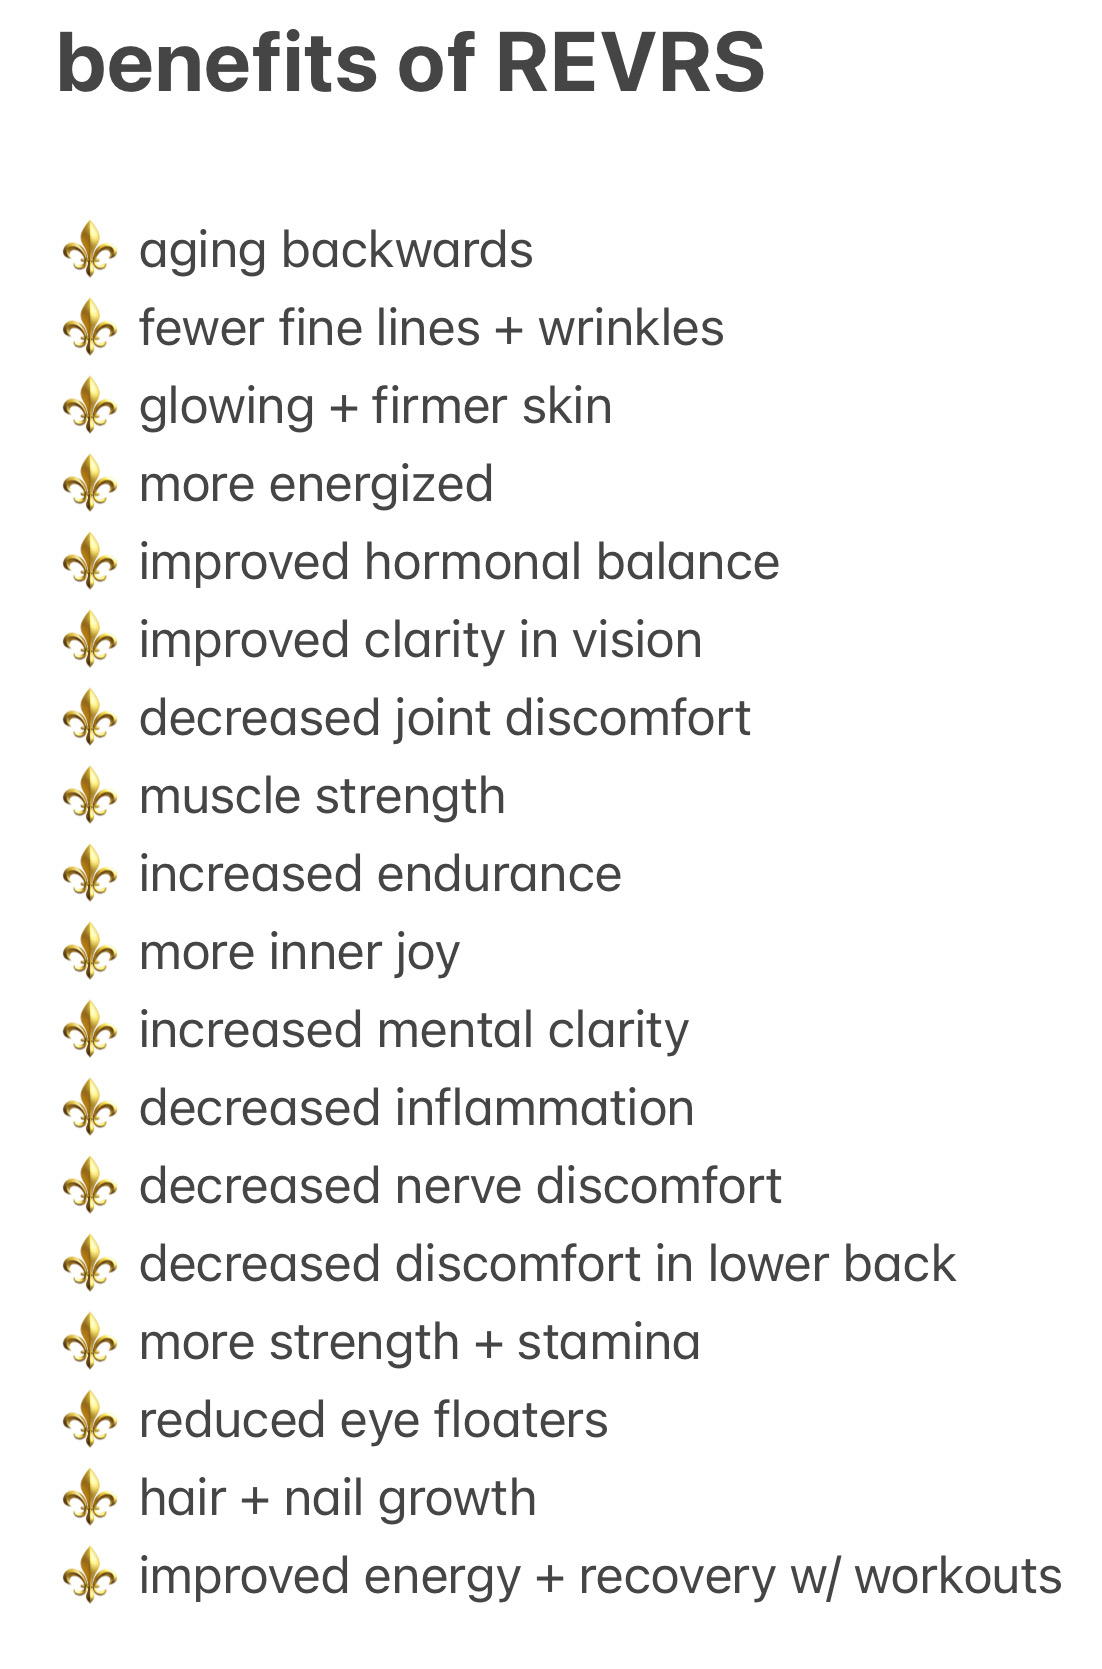 benefits of REVRS
⚜️ aging backwards
⚜️ fewer fine lines + wrinkles
⚜️ glowing + firmer skin
⚜️ more energized
⚜️ improved hormonal balance
⚜️ improved clarity in vision
⚜️ decreased joint discomfort
⚜️ muscle strength
⚜️ increased endurance
⚜️ more inner joy
⚜️ increased mental clarity
⚜️ decreased inflammation
⚜️ decreased nerve discomfort
⚜️ decreased discomfort in lower back
⚜️ more strength + stamina
⚜️ reduced eye floaters
⚜️ hair + nail growth
⚜️ improved energy + recovery w/ workouts